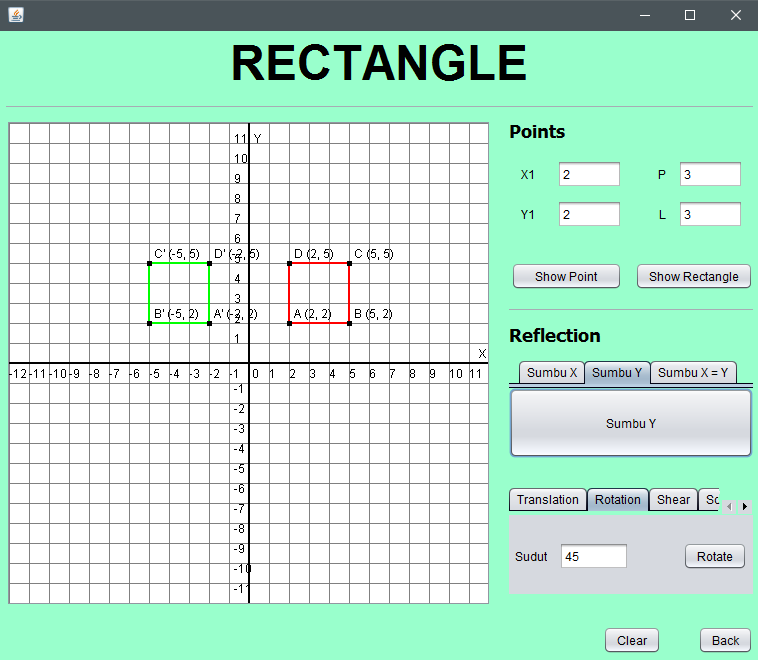 RECTANGLE
Points
X1 2 P 3
Y1 2 L 3
Show Point Show Rectangle
Reflection
Sumbu X Sumbu Y Sumbu X = Y
Sumbu Y
Translation Rotation Shear Sc
Sudut 45 Rotate
Clear Back
11 Y
10
9
8
7
6
C' (-5, 5) D' (-2, 5) D (2, 5) C (5, 5)
5
4
3
B' (-5, 2) A' (-2, 2) A (2, 2) B (5, 2)
2
1
X
-12 -11 -10 -9 -8 -7 -6 -5 -4 -3 -2 -1 0 1 2 3 4 5 6 7 8 9 10 11
-1
-2
-3
-4
-5
-6
-7
-8
-9
-10
-11